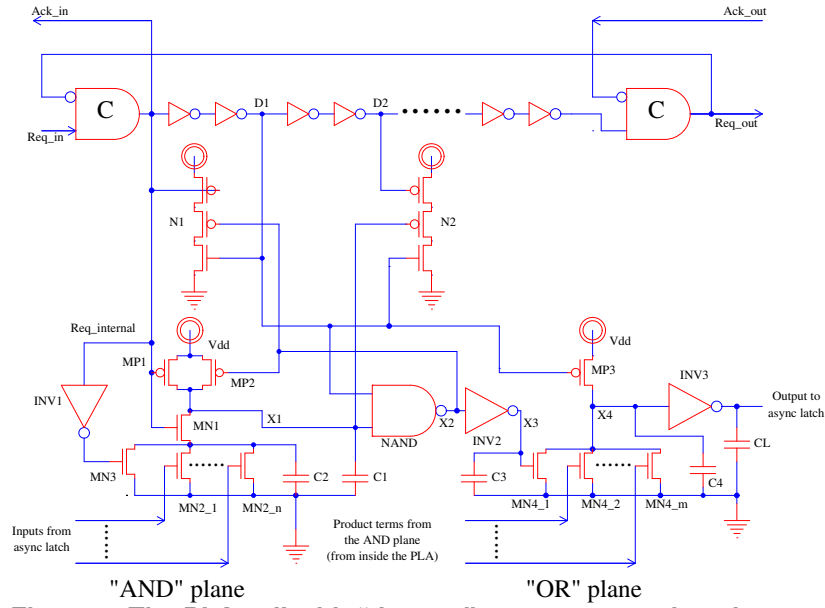 Ack_in
Ack_out
C
C
D1
D2
Req_in
Req_out
N1
N2
Req_internal
Vdd
Vdd
MP1
MP2
MP3
INV1
INV3
Output to
async latch
MN1
X1
X2
X3
X4
NAND
INV2
CL
MN3
C2
C1
C3
C4
MN2_1
MN2_n
MN4_1
MN4_2
MN4_m
Inputs from
async latch
Product terms from
the AND plane
(from inside the PLA)
"AND" plane
"OR" plane